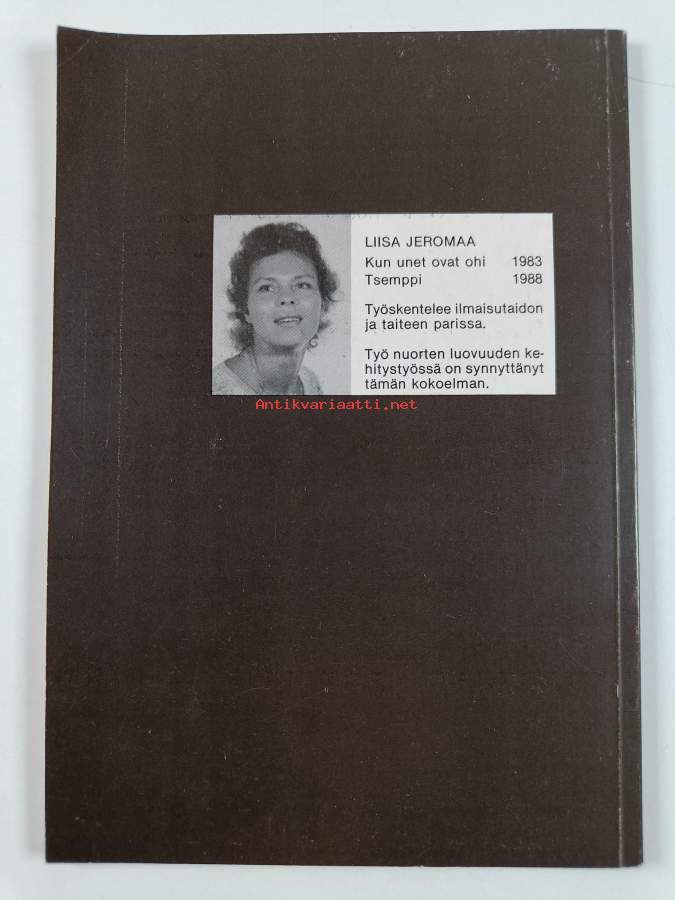 LIISA JEROMAA
Kun unet ovat ohi 1983
Tsemppi 1988
Työskentelee ilmaisutaidon
ja taiteen parissa.
Työ nuorten luovuuden ke-
hitystyössä on synnyttänyt
tämän kokoelman.
Antikvariaatti.net